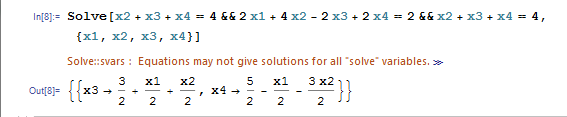 In[8]:= Solve[x2 + x3 + x4 == 4 && 2 x1 + 4 x2 - 2 x3 + 2 x4 == 2 && x2 + x3 + x4 == 4,
{x1, x2, x3, x4}]
Solve::svars : Equations may not give solutions for all "solve" variables. ≫
Out[8]= {{x3 → 3/2 + x1/2 + x2/2, x4 → 5/2 - x1/2 - 3 x2/2}}